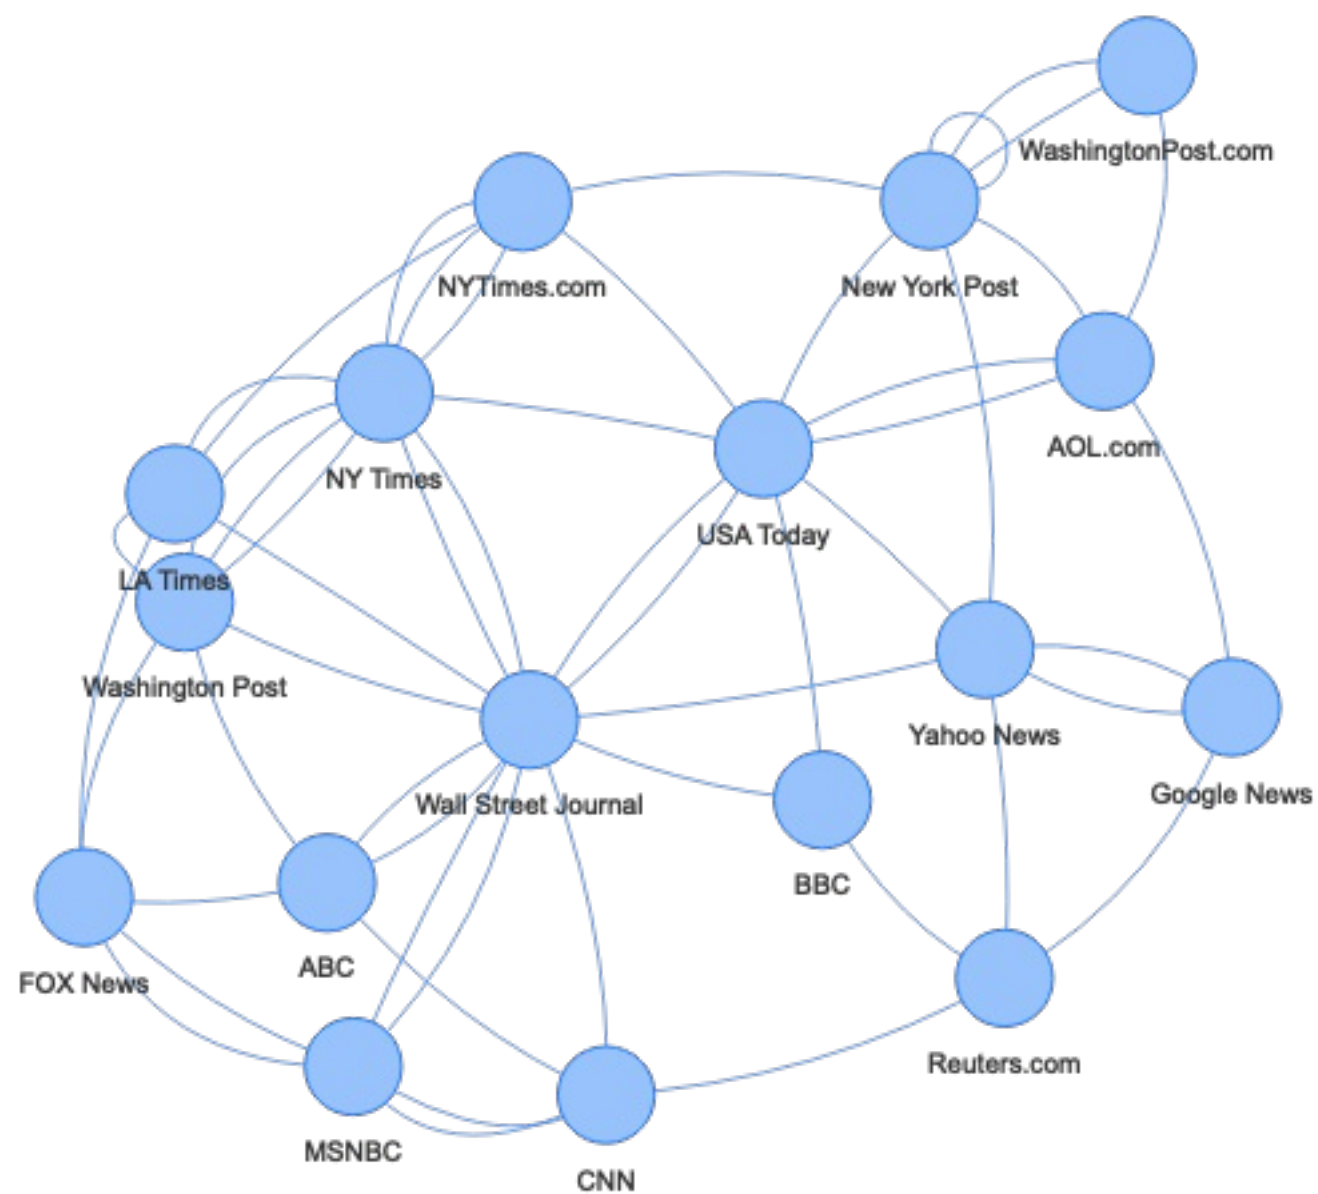 WashingtonPost.com
NYTimes.com
New York Post
AOL.com
NY Times
USA Today
LA Times
Washington Post
Yahoo News
Google News
Wall Street Journal
BBC
ABC
FOX News
Reuters.com
MSNBC
CNN